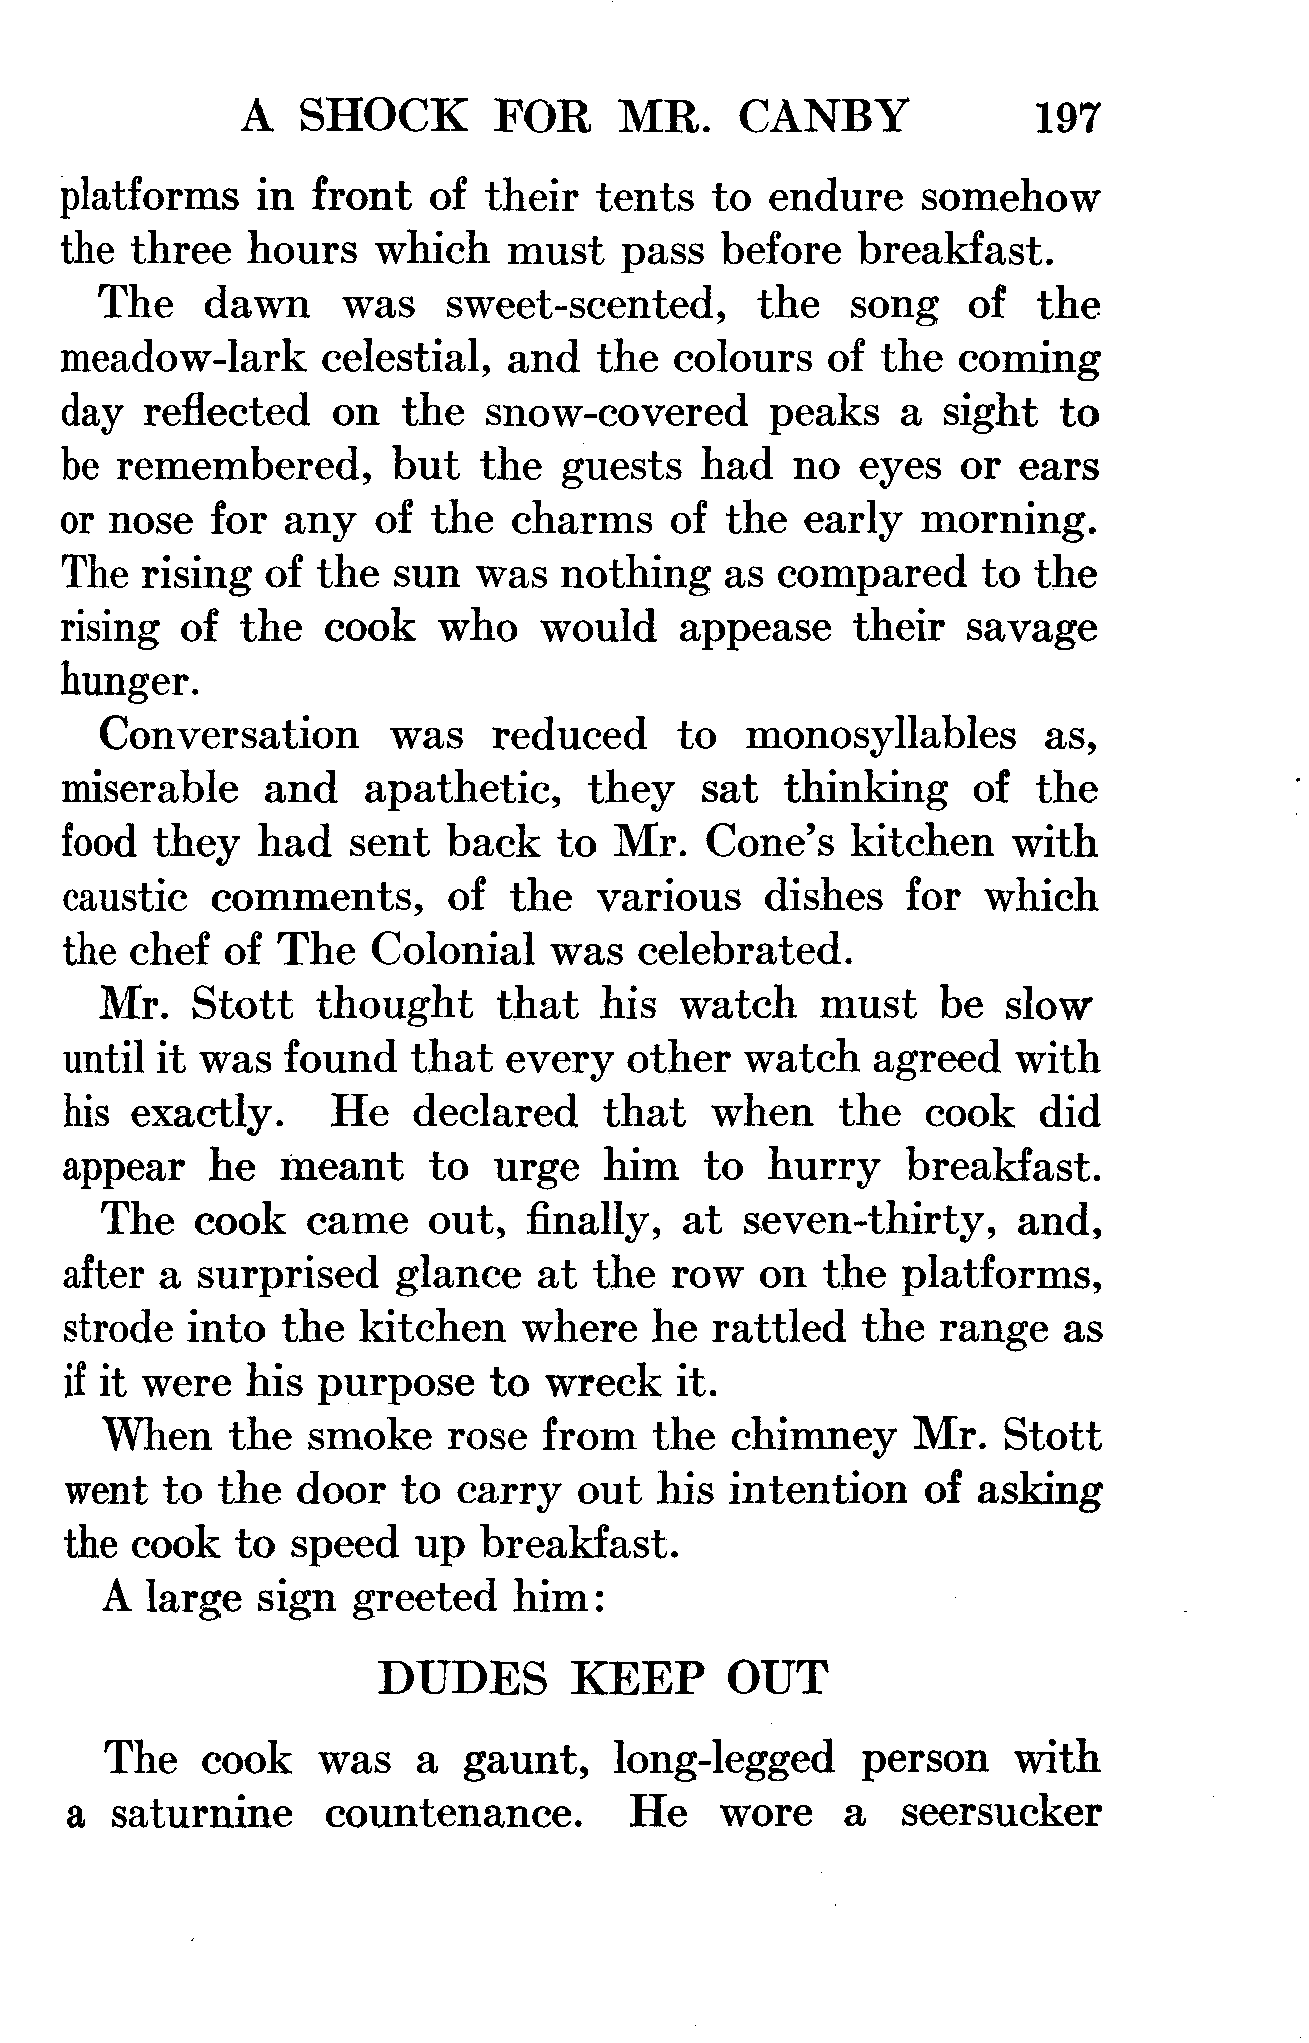 A SHOCK FOR MR. CANBY 197
platforms in front of their tents to endure somehow
the three hours which must pass before breakfast.
The dawn was sweet-scented, the song of the
meadow-lark celestial, and the colours of the coming
day reflected on the snow-covered peaks a sight to
be remembered, but the guests had no eyes or ears
or nose for any of the charms of the early morning.
The rising of the sun was nothing as compared to the
rising of the cook who would appease their savage
hunger.
Conversation was reduced to monosyllables as,
miserable and apathetic, they sat thinking of the
food they had sent back to Mr. Cone's kitchen with
caustic comments, of the various dishes for which
the chef of The Colonial was celebrated.
Mr. Stott thought that his watch must be slow
until it was found that every other watch agreed with
his exactly. He declared that when the cook did
appear he meant to urge him to hurry breakfast.
The cook came out, finally, at seven-thirty, and,
after a surprised glance at the row on the platforms,
strode into the kitchen where he rattled the range as
if it were his purpose to wreck it.
When the smoke rose from the chimney Mr. Stott
went to the door to carry out his intention of asking
the cook to speed up breakfast.
A large sign greeted him:
DUDES KEEP OUT
The cook was a gaunt, long-legged person with
a saturnine countenance. He wore a seersucker